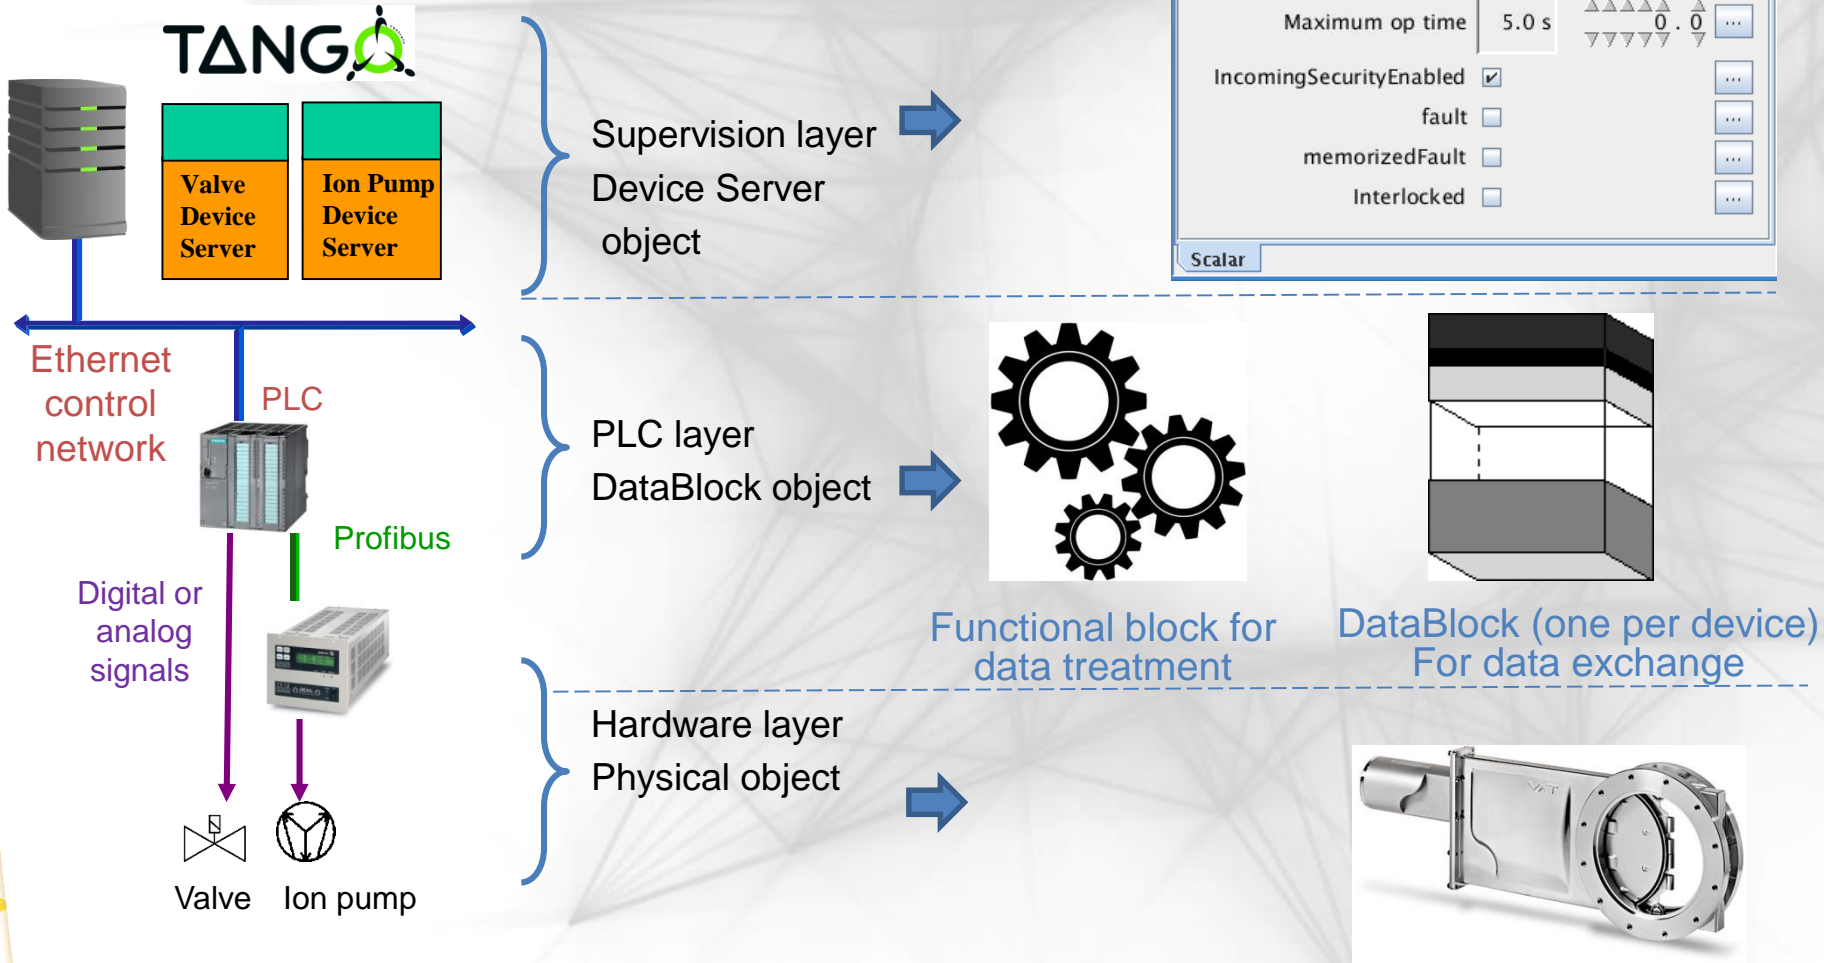 TANGO
Valve
Device
Server
Ion Pump
Device
Server
Supervision layer
Device Server
object
Maximum op time 5.0 s 0.0 ...
IncomingSecurityEnabled ...
fault ...
memorizedFault ...
Interlocked ...
Scalar
Ethernet
control
network
PLC
Profibus
Digital or
analog
signals
PLC layer
DataBlock object
Functional block for
data treatment
DataBlock (one per device)
For data exchange
Hardware layer
Physical object
Valve
Ion pump
VAT